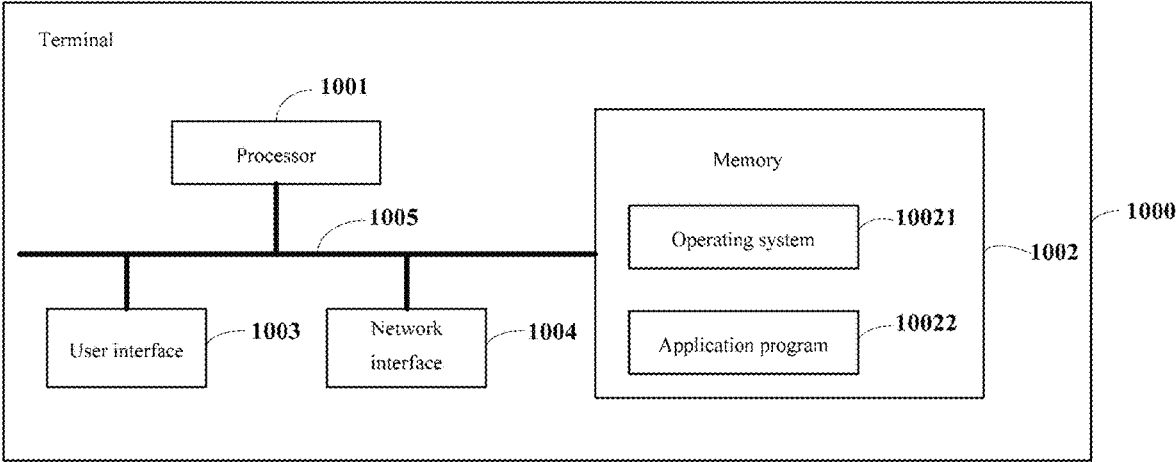 Terminal
1001
Processor
Memory
1005
10021
1000
Operating system
1002
1003
Network
1004
10022
User interface
interface
Application program